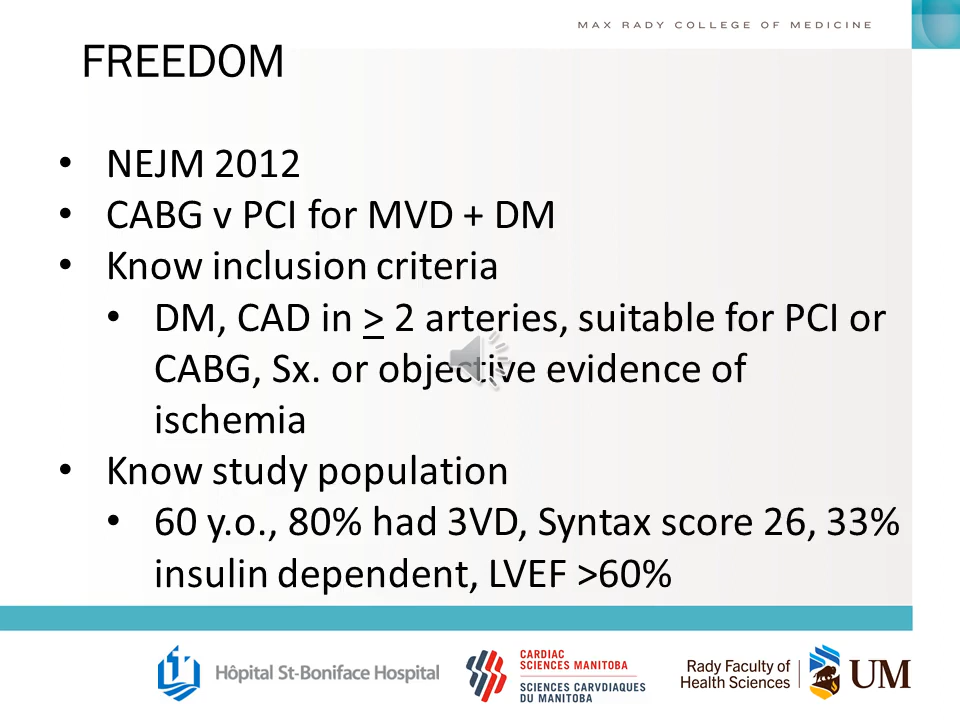 MAX RADY COLLEGE OF MEDICINE
FREEDOM
• NEJM 2012
• CABG v PCI for MVD + DM
• Know inclusion criteria
• DM, CAD in > 2 arteries, suitable for PCI or
CABG, Sx. or objective evidence of
ischemia
• Know study population
• 60 y.o., 80% had 3VD, Syntax score 26, 33%
insulin dependent, LVEF >60%
Hôpital St-Boniface Hospital
CARDIAC
SCIENCES MANITOBA
SCIENCES CARVDIAQUES
DU MANITOBA
Rady Faculty of
Health Sciences
UM